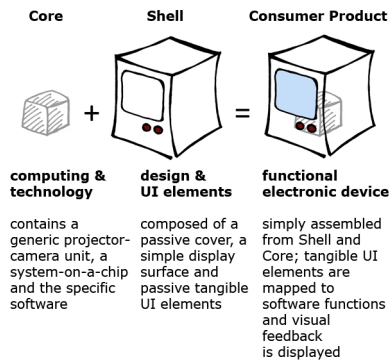 Core
Shell
Consumer Product
+
=
computing &
technology
design &
UI elements
functional
electronic device
contains a
generic projector-
camera unit, a
system-on-a-chip
and the specific
software
composed of a
passive cover, a
simple display
surface and
passive tangible
UI elements
simply assembled
from Shell and
Core; tangible UI
elements are
mapped to
software functions
and visual
feedback
is displayed